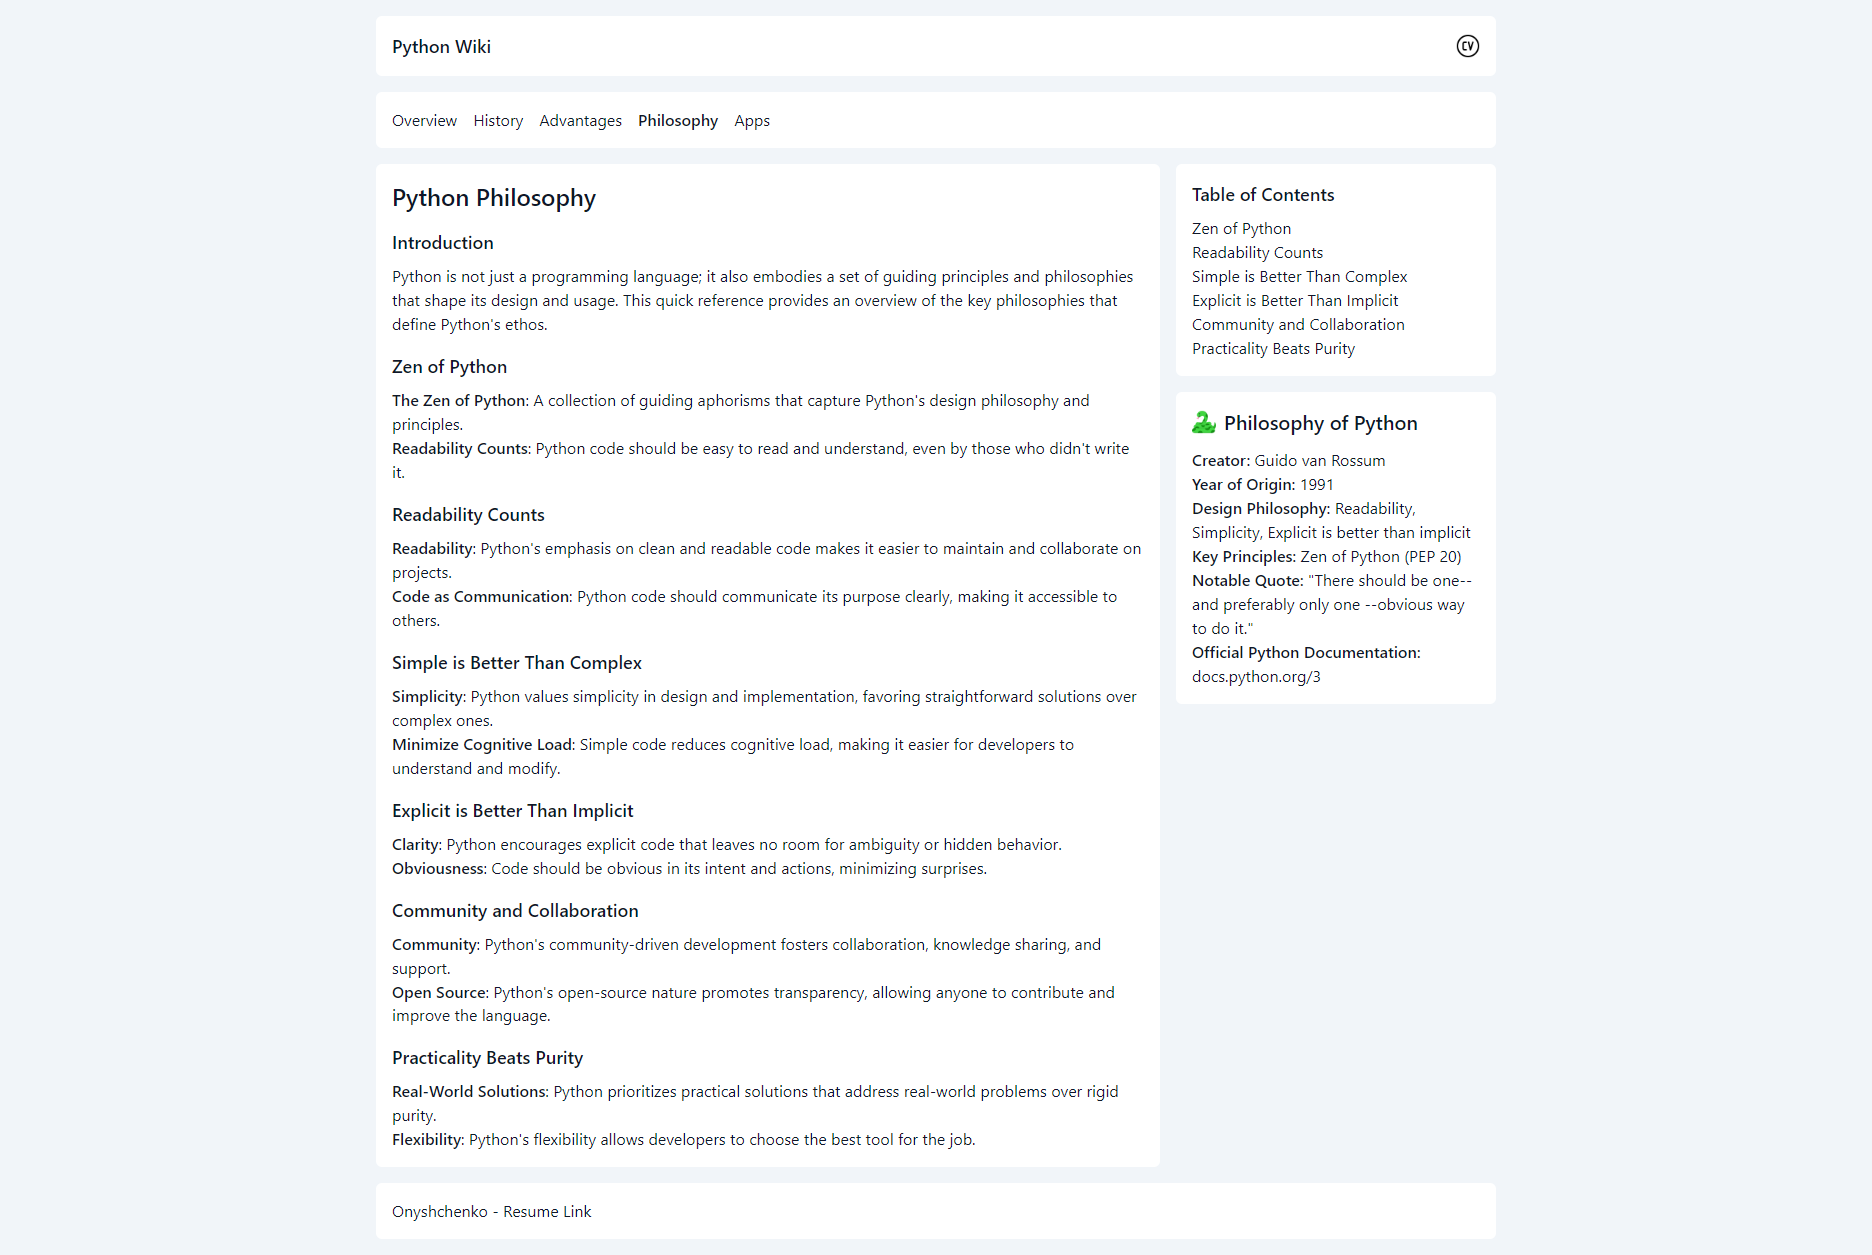 Python Wiki
CV
Overview History Advantages Philosophy Apps
Python Philosophy
Introduction
Python is not just a programming language; it also embodies a set of guiding principles and philosophies
that shape its design and usage. This quick reference provides an overview of the key philosophies that
define Python's ethos.
Zen of Python
The Zen of Python: A collection of guiding aphorisms that capture Python's design philosophy and
principles.
Readability Counts: Python code should be easy to read and understand, even by those who didn't write
it.
Readability Counts
Readability: Python's emphasis on clean and readable code makes it easier to maintain and collaborate on
projects.
Code as Communication: Python code should communicate its purpose clearly, making it accessible to
others.
Simple is Better Than Complex
Simplicity: Python values simplicity in design and implementation, favoring straightforward solutions over
complex ones.
Minimize Cognitive Load: Simple code reduces cognitive load, making it easier for developers to
understand and modify.
Explicit is Better Than Implicit
Clarity: Python encourages explicit code that leaves no room for ambiguity or hidden behavior.
Obviousness: Code should be obvious in its intent and actions, minimizing surprises.
Community and Collaboration
Community: Python's community-driven development fosters collaboration, knowledge sharing, and
support.
Open Source: Python's open-source nature promotes transparency, allowing anyone to contribute and
improve the language.
Practicality Beats Purity
Real-World Solutions: Python prioritizes practical solutions that address real-world problems over rigid
purity.
Flexibility: Python's flexibility allows developers to choose the best tool for the job.
Table of Contents
Zen of Python
Readability Counts
Simple is Better Than Complex
Explicit is Better Than Implicit
Community and Collaboration
Practicality Beats Purity
Philosophy of Python
Creator: Guido van Rossum
Year of Origin: 1991
Design Philosophy: Readability,
Simplicity, Explicit is better than implicit
Key Principles: Zen of Python (PEP 20)
Notable Quote: "There should be one--
and preferably only one --obvious way
to do it."
Official Python Documentation:
docs.python.org/3
Onyshchenko - Resume Link